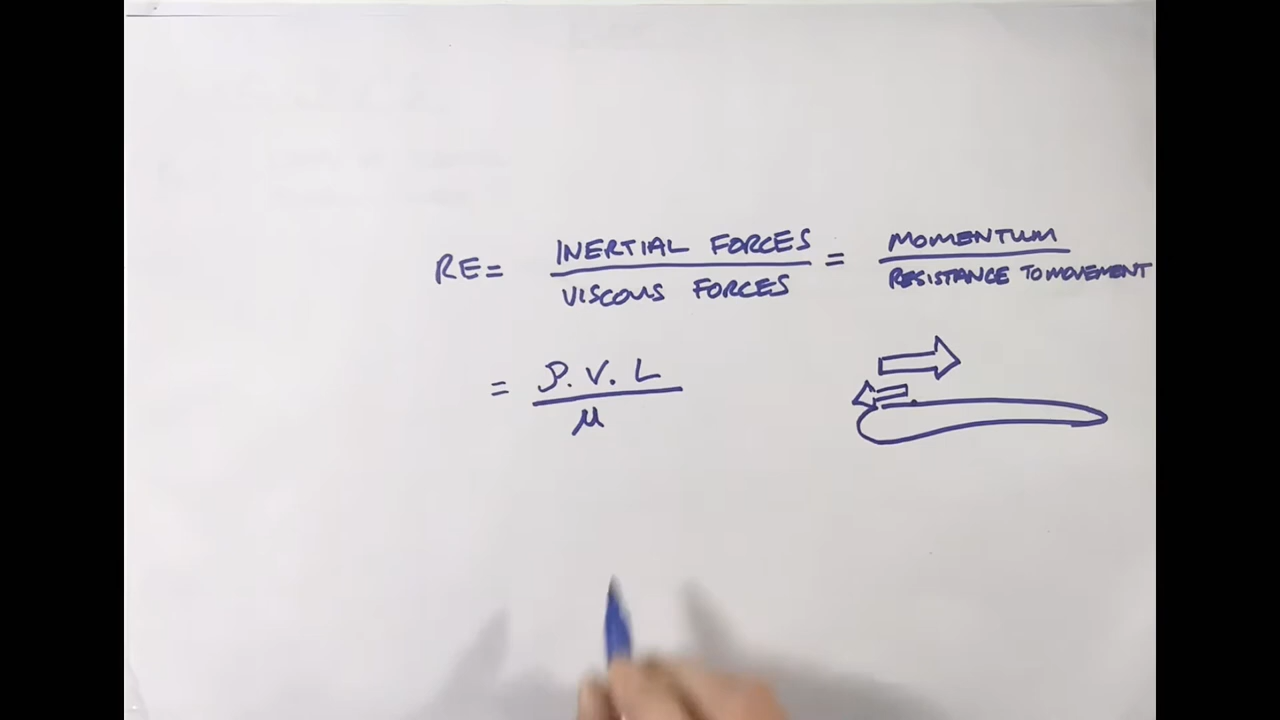 RE = INERTIAL FORCES / VISCOUS FORCES = MOMENTUM / RESISTANCE TO MOVEMENT
= ρ. V. L / μ